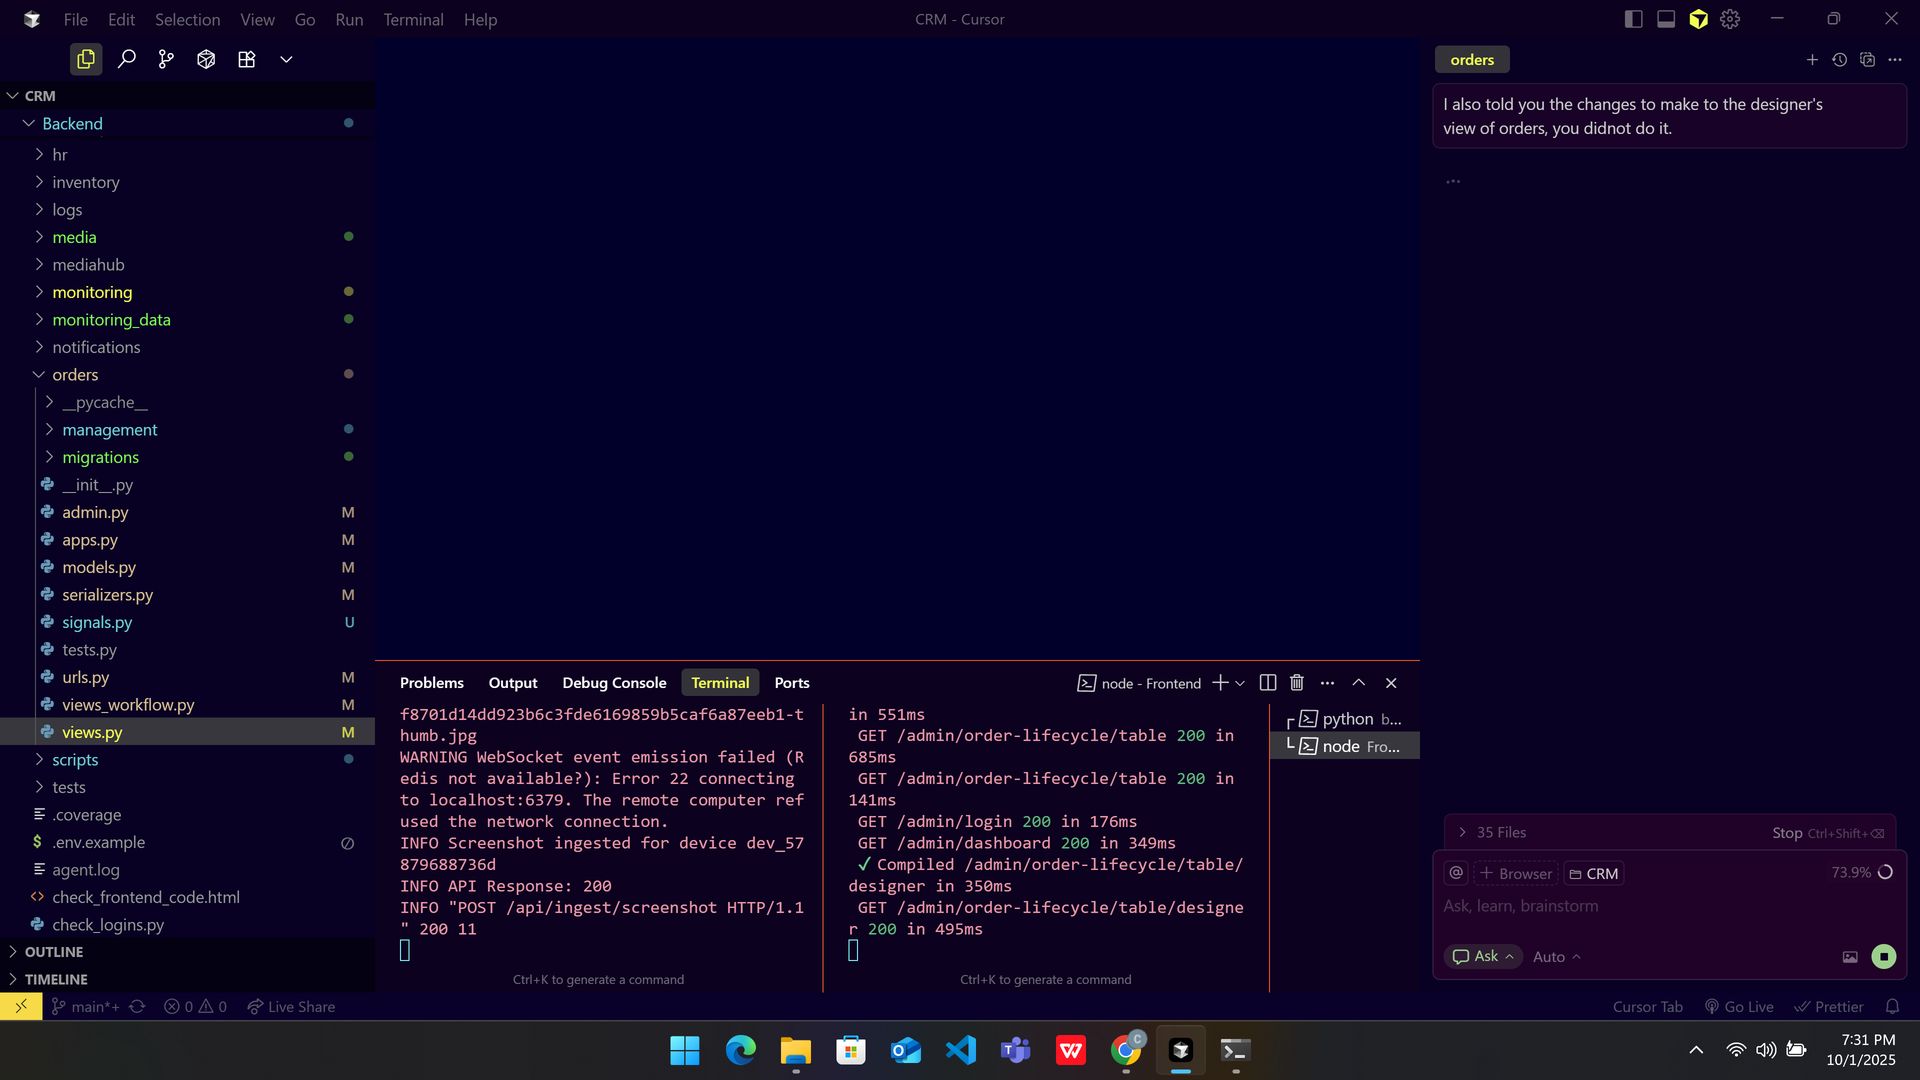 File Edit Selection View Go Run Terminal Help
CRM - Cursor
CRM
Backend
hr
inventory
logs
media
mediahub
monitoring
monitoring_data
notifications
orders
__pycache__
management
migrations
__init__.py
admin.py M
apps.py M
models.py M
serializers.py M
signals.py U
tests.py
urls.py M
views_workflow.py M
views.py M
scripts
tests
.coverage
$ .env.example
agent.log
<> check_frontend_code.html
check_logins.py
OUTLINE
TIMELINE
Problems Output Debug Console Terminal Ports
node - Frontend
f8701d14dd923b6c3fde6169859b5caf6a87eeb1-t
humb.jpg
WARNING WebSocket event emission failed (R
edis not available?): Error 22 connecting
to localhost:6379. The remote computer ref
used the network connection.
INFO Screenshot ingested for device dev_57
879688736d
INFO API Response: 200
INFO "POST /api/ingest/screenshot HTTP/1.1
" 200 11
Ctrl+K to generate a command
in 551ms
GET /admin/order-lifecycle/table 200 in
685ms
GET /admin/order-lifecycle/table 200 in
141ms
GET /admin/login 200 in 176ms
GET /admin/dashboard 200 in 349ms
✓ Compiled /admin/order-lifecycle/table/
designer in 350ms
GET /admin/order-lifecycle/table/designe
r 200 in 495ms
Ctrl+K to generate a command
python b...
node Fro...
orders
I also told you the changes to make to the designer's
view of orders, you didnot do it.
...
35 Files
Stop Ctrl+Shift+⌫
@ + Browser CRM 73.9%
Ask, learn, brainstorm
Ask Auto
main*+ 0 0 Live Share
Cursor Tab Go Live Prettier
C
7:31 PM
10/1/2025